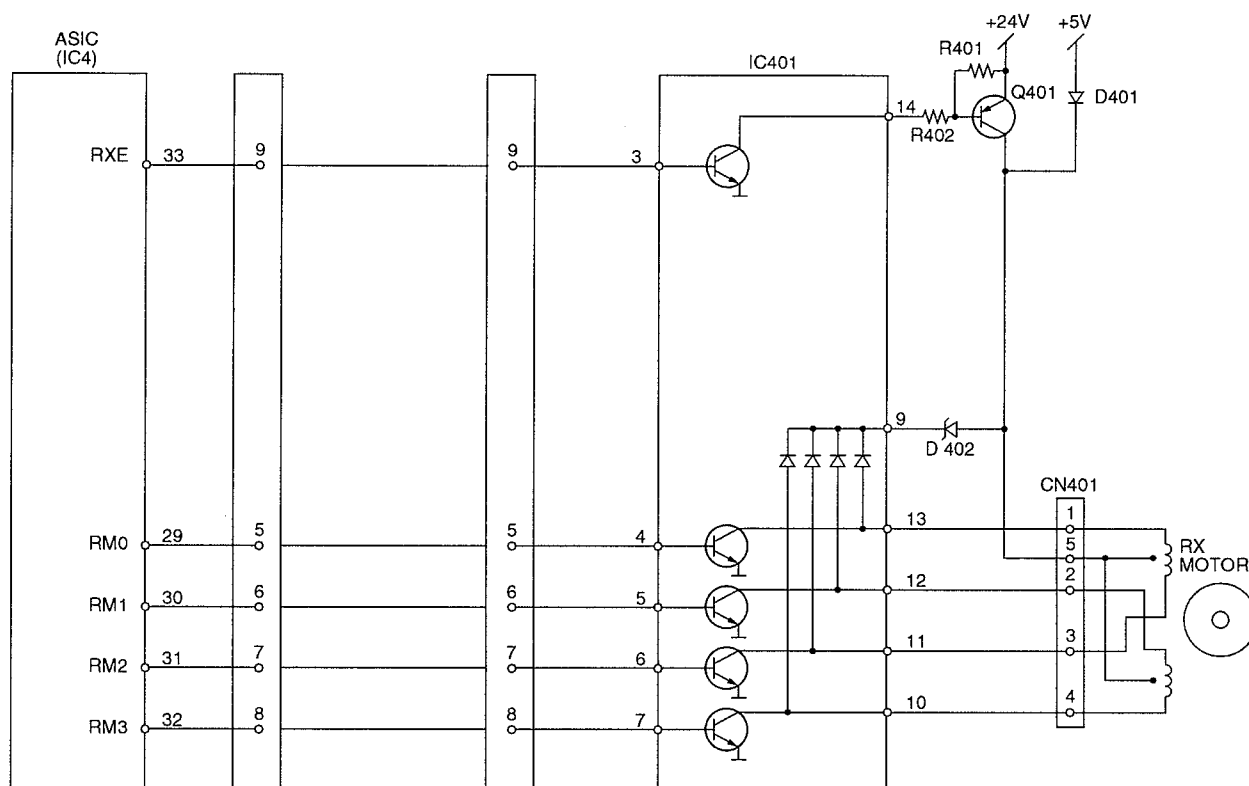 +24V +5V
ASIC
(IC4)
R401
IC401
Q401
D401
14
R402
RXE 33 9 9 3
9
D 402
CN401
1
13
RM0 29 5 5 4
5
RX
MOTOR
12
2
RM1 30 6 6 5
11
3
RM2 31 7 7 6
10
4
RM3 32 8 8 7